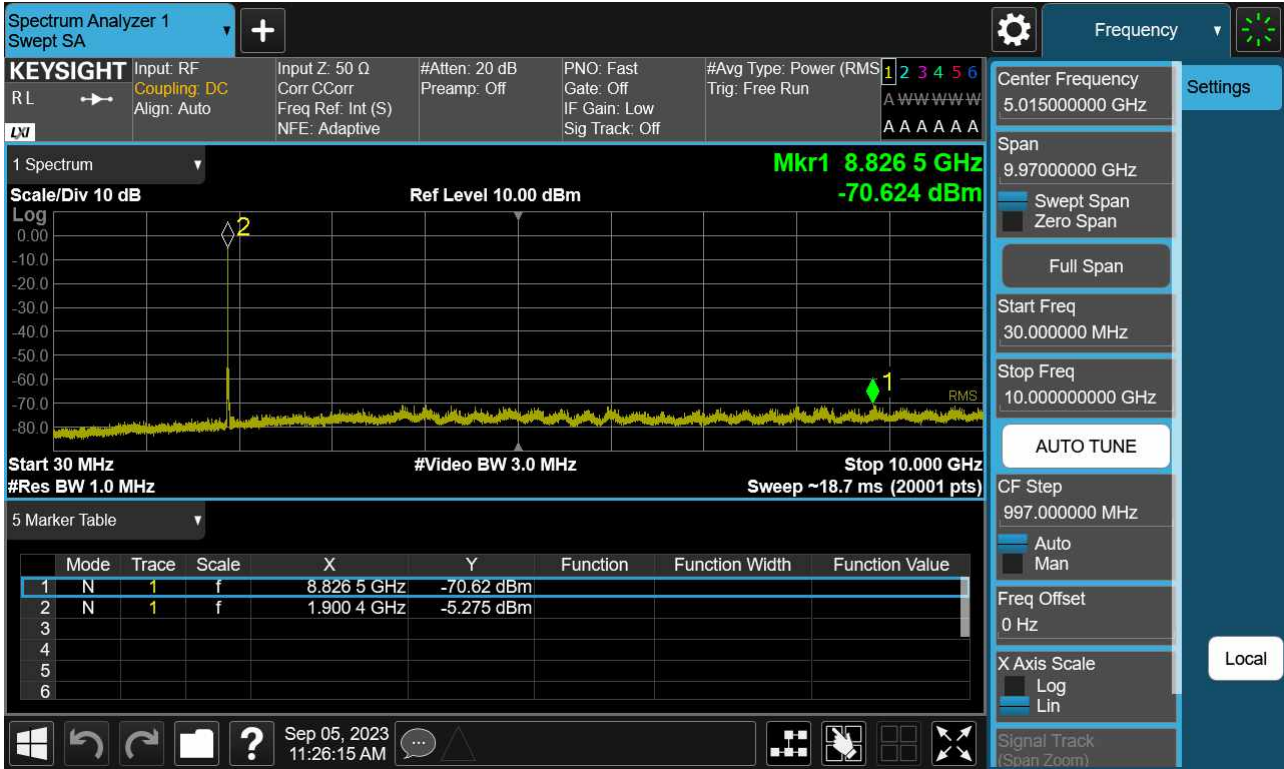 Spectrum Analyzer 1
Swept SA
Frequency
KEYSIGHT
R L
LXI
Input: RF
Coupling: DC
Align: Auto
Input Z: 50 Ω
Corr CCorr
Freq Ref: Int (S)
NFE: Adaptive
#Atten: 20 dB
Preamp: Off
PNO: Fast
Gate: Off
IF Gain: Low
Sig Track: Off
#Avg Type: Power (RMS
Trig: Free Run
1 2 3 4 5 6
A W W W W W
A A A A A A
1 Spectrum
Scale/Div 10 dB
Ref Level 10.00 dBm
Mkr1 8.826 5 GHz
-70.624 dBm
Log
0.00
-10.0
-20.0
-30.0
-40.0
-50.0
-60.0
-70.0
-80.0
2
1
RMS
Start 30 MHz
#Video BW 3.0 MHz
Stop 10.000 GHz
#Res BW 1.0 MHz
Sweep ~18.7 ms (20001 pts)
5 Marker Table
Mode Trace Scale X Y Function Function Width Function Value
1 N 1 f 8.826 5 GHz -70.62 dBm
2 N 1 f 1.900 4 GHz -5.275 dBm
3
4
5
6
Sep 05, 2023
11:26:15 AM
Center Frequency
5.015000000 GHz
Span
9.97000000 GHz
Swept Span
Zero Span
Full Span
Start Freq
30.000000 MHz
Stop Freq
10.000000000 GHz
AUTO TUNE
CF Step
997.000000 MHz
Auto
Man
Freq Offset
0 Hz
X Axis Scale
Log
Lin
Signal Track
(Span Zoom)
Settings
Local